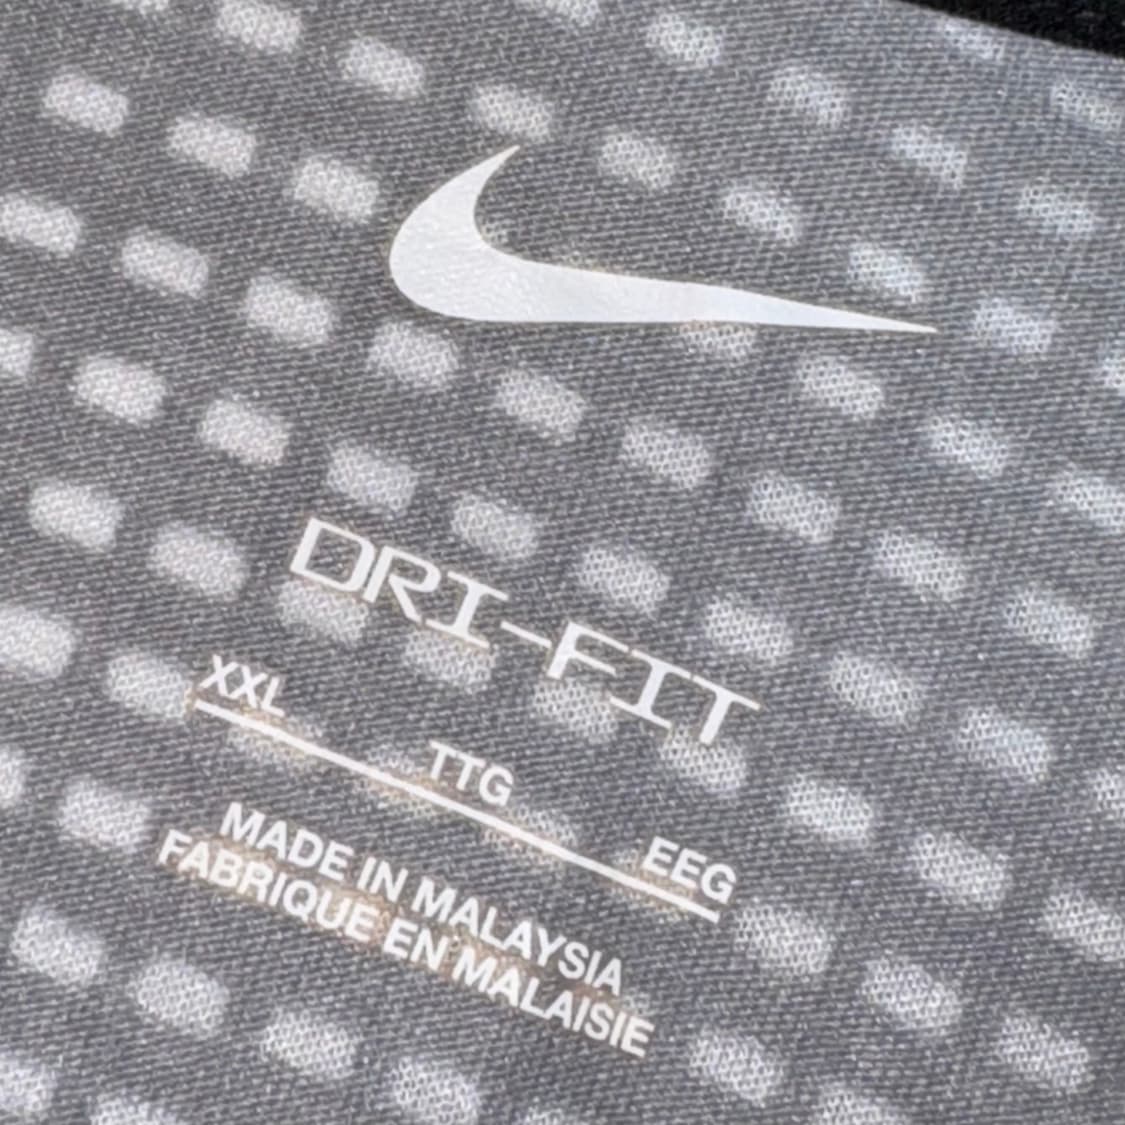 DRI-FIT
XXL TTG EEG
MADE IN MALAYSIA
FABRIQUE EN MALAISIE